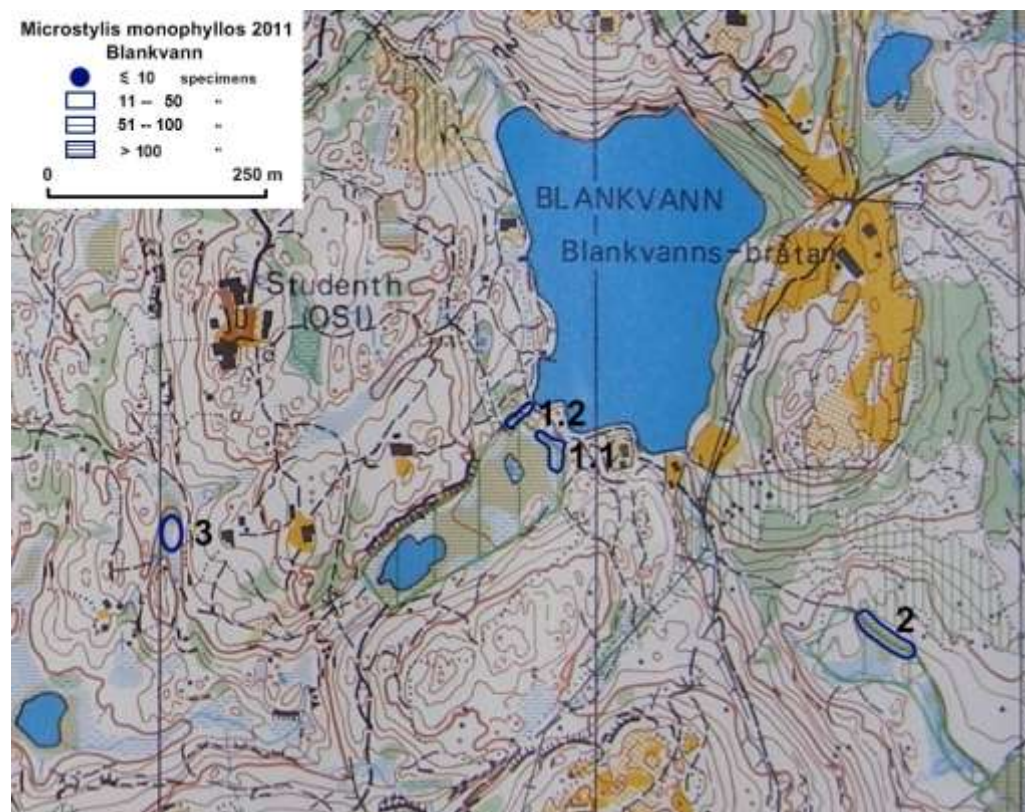 Microstylis monophyllos 2011
Blankvann
≤ 10 specimens
11 -- 50 "
51 -- 100 "
> 100 "
0 250 m
BLANKVANN
Blankvanns-bråtan
Studenth
(OSI)
1.2
1.1
3
2